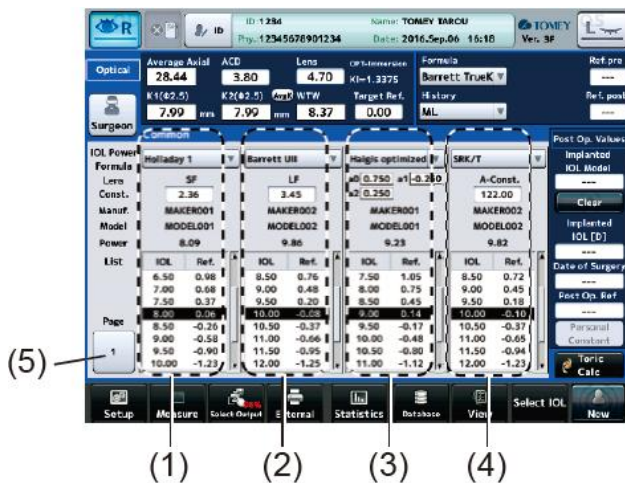 R ID ID:1234 Name: TOMEY TAROU TOMEY
Phy.:12345678901234 Date: 2016.Sep.06 16:18 Ver. 3F
Optical Average Axial ACD Lens OPT-Immersion Formula Ref.pre
28.44 3.80 4.70 KI=1.3375 Barrett TrueK
K1(Φ2.5) K2(Φ2.5) AvgK WTW Target Ref. History Ref. post
7.99 mm 7.99 mm 8.37 0.00 ML
Surgeon
Common Post Op. Values
IOL Power Formula Holladay 1 Barrett UII Haigis optimized SRK/T Implanted IOL Model
Lens Const. SF LF a0 0.750 a1 -0.250 A-Const. ---
2.36 3.45 a2 0.250 122.00 Clear
Manuf. MAKER001 MAKER002 MAKER001 MAKER002
Model MODEL001 MODEL002 MODEL001 MODEL002 Implanted IOL [D]
Power 8.09 9.86 9.23 9.82 ---
List IOL Ref. IOL Ref. IOL Ref. IOL Ref. Date of Surgery
6.50 0.98 8.50 0.76 7.50 1.05 8.50 0.72 ---
7.00 0.68 9.00 0.48 8.00 0.75 9.00 0.45 Post Op. Ref
7.50 0.37 9.50 0.20 8.50 0.45 9.50 0.18 ---
8.00 0.06 10.00 -0.08 9.00 0.14 10.00 -0.10
Page 8.50 -0.26 10.50 -0.37 9.50 -0.17 10.50 -0.37 Personal Constant
1 9.00 -0.58 11.00 -0.66 10.00 -0.48 11.00 -0.65
9.50 -0.90 11.50 -0.95 10.50 -0.80 11.50 -0.94 Toric Calc
10.00 -1.23 12.00 -1.25 11.00 -1.12 12.00 -1.23
(5)
Setup Measure Select Output External Statistics Database View Select IOL New
(1) (2) (3) (4)